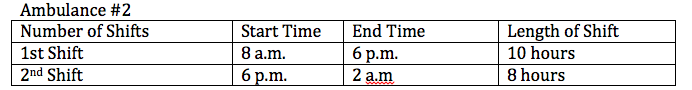 Ambulance #2
Number of Shifts Start Time End Time Length of Shift
1st Shift 8 a.m. 6 p.m. 10 hours
2nd Shift 6 p.m. 2 a.m 8 hours